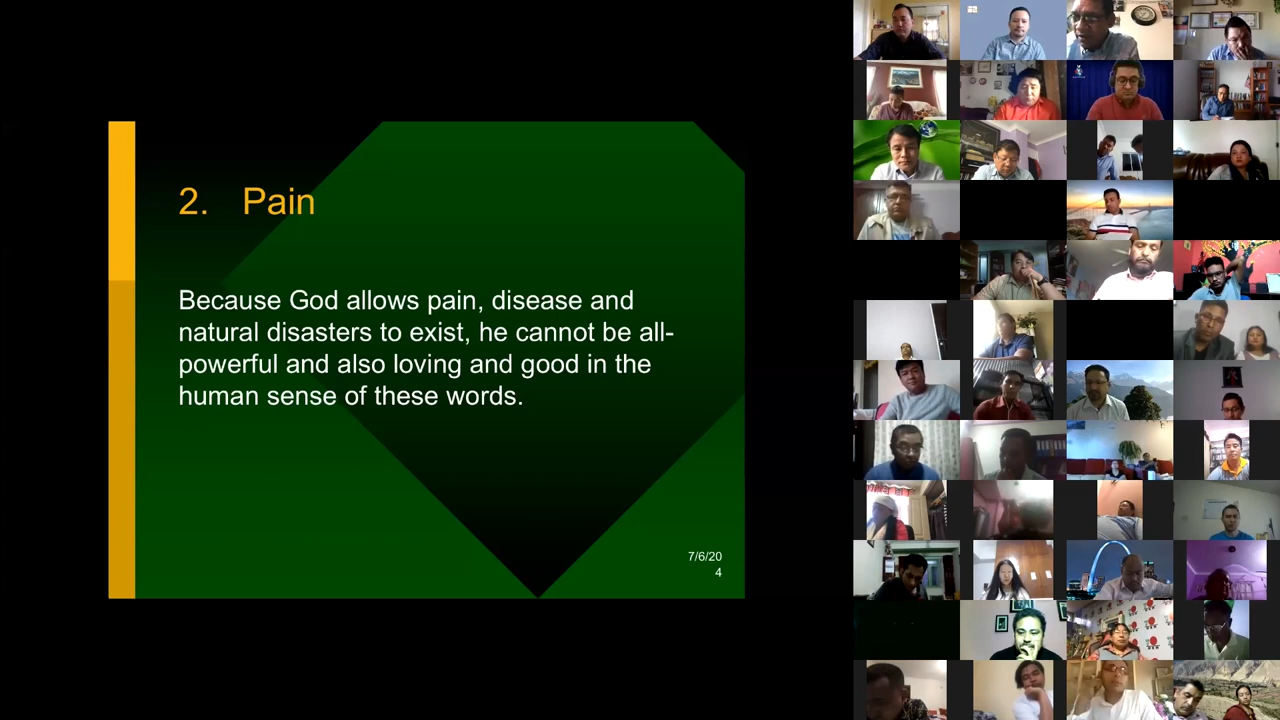 2. Pain
Because God allows pain, disease and
natural disasters to exist, he cannot be all-
powerful and also loving and good in the
human sense of these words.
7/6/20
4